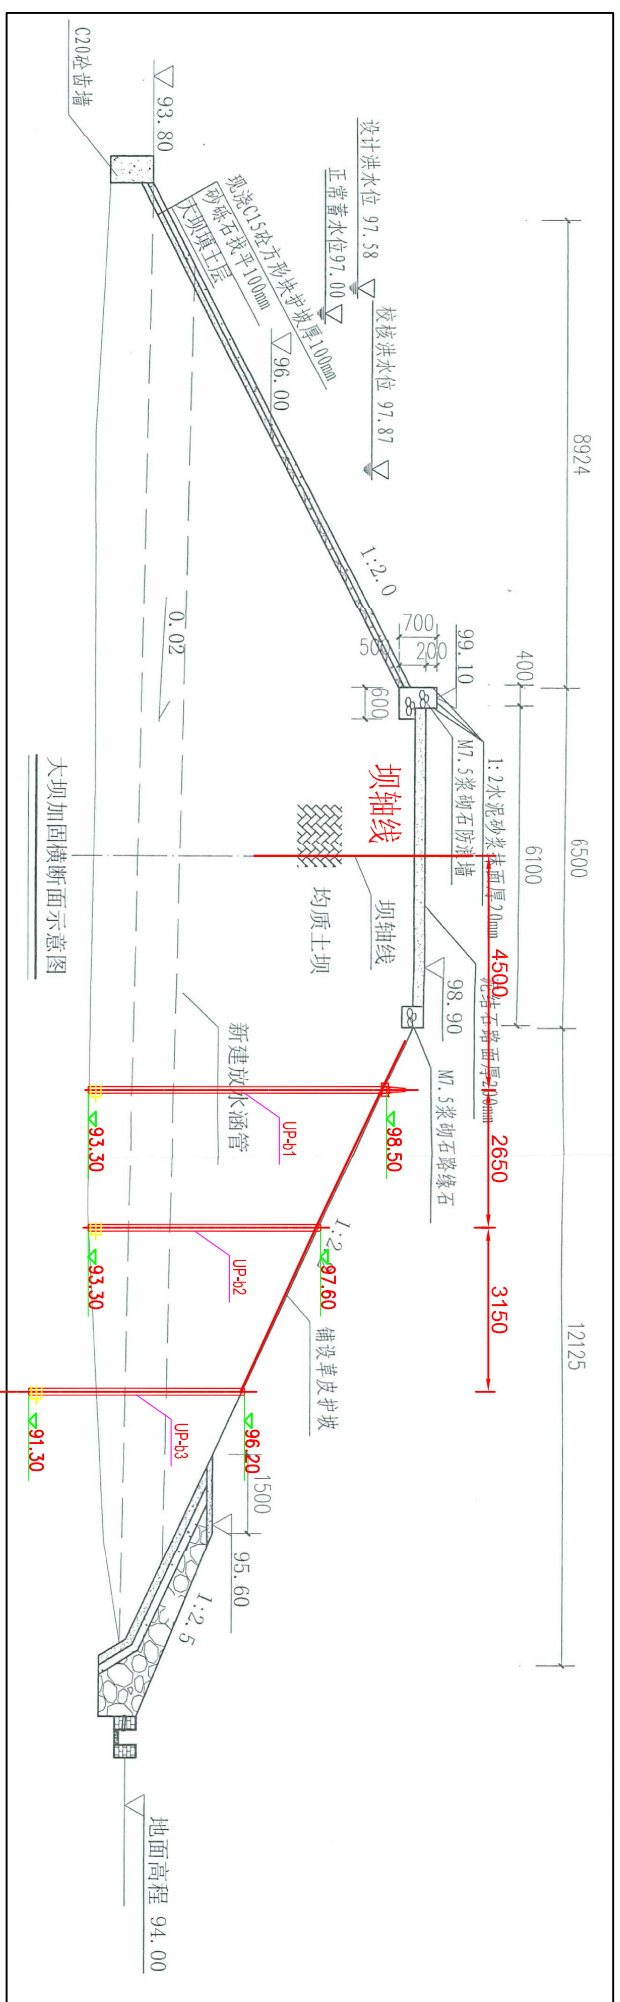 C20砼齿墙
93.80
设计洪水位 97.58
正常蓄水位97.00
校核洪水位 97.87
现浇C15砼方形块护坡厚100mm
砂砾石找平100mm
大坝填土层
96.00
8924
1:2.0
0.02
700
500
200
600
99.10
400
1:2水泥砂浆抹面厚20mm
M7.5浆砌石防浪墙
6100
6500
坝轴线
坝轴线
均质土坝
4500
泥结石路面厚200mm
98.90
M7.5浆砌石路缘石
新建放水涵管
大坝加固横断面示意图
UP-b1
98.50
93.30
2650
UP-b2
97.60
93.30
3150
铺设草皮护坡
12125
UP-b3
96.20
91.30
1500
95.60
1:2.5
地面高程 94.00